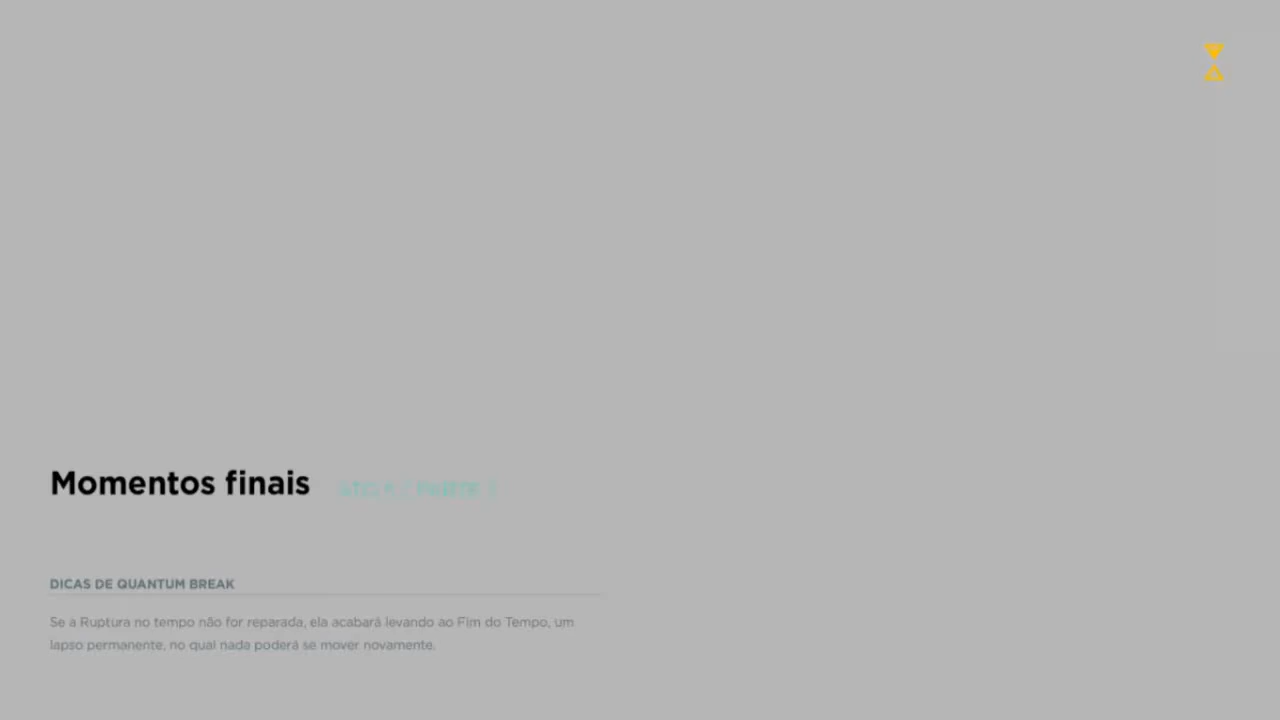 Momentos finais
DICAS DE QUANTUM BREAK
Se a Ruptura no tempo não for reparada, ela acabará levando ao Fim do Tempo, um
lapso permanente, no qual nada poderá se mover novamente.